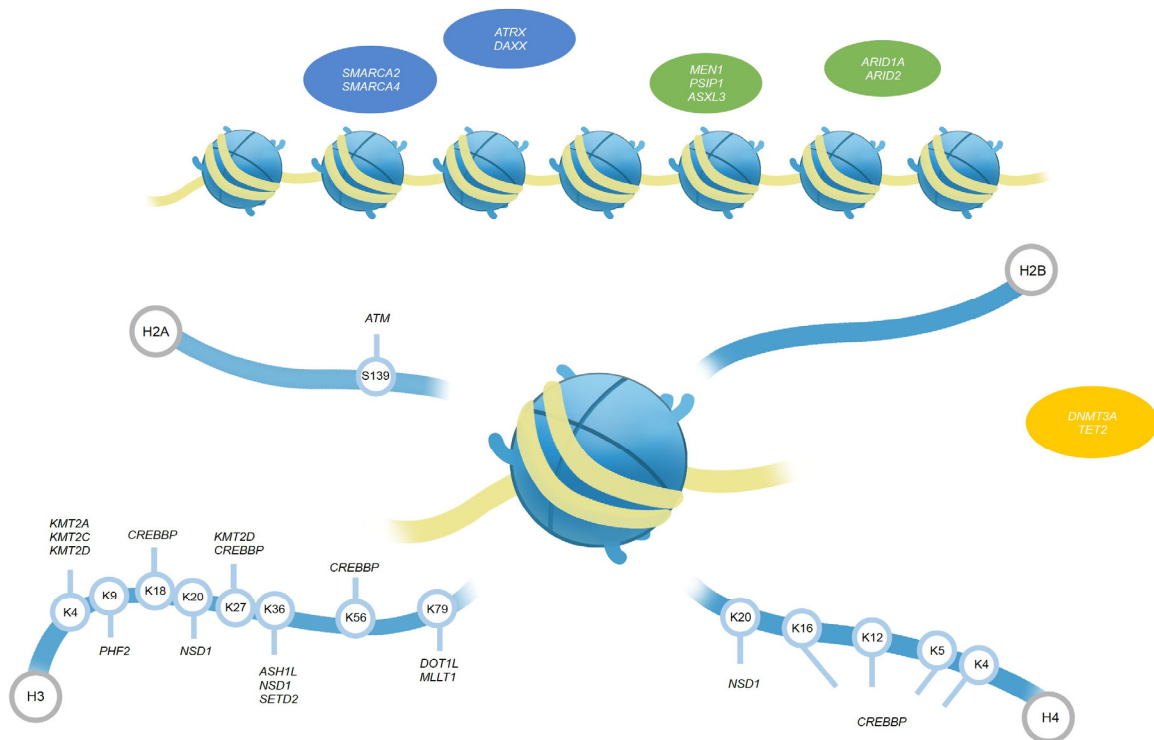 ATRX
DAXX
SMARCA2
SMARCA4
MEN1
PSIP1
ASXL3
ARID1A
ARID2
H2B
H2A
ATM
S139
DNMT3A
TET2
KMT2A
KMT2C
KMT2D
CREBBP
KMT2D
CREBBP
CREBBP
K4
K9
K18
K20
K27
K36
K56
K79
PHF2
NSD1
ASH1L
NSD1
SETD2
DOT1L
MLLT1
H3
K20
K16
K12
K5
K4
NSD1
CREBBP
H4